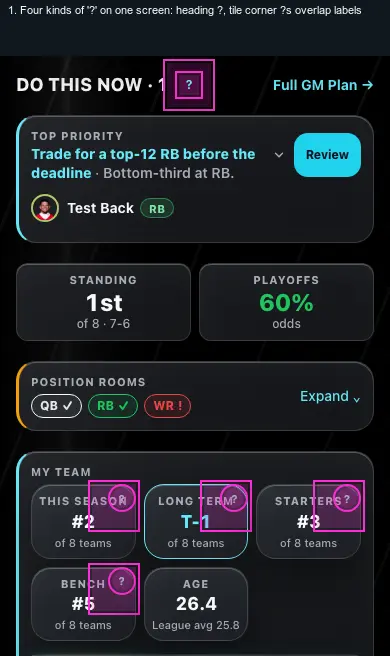 1. Four kinds of '?' on one screen: heading ?, tile corner ?s overlap labels
DO THIS NOW · 1 ? Full GM Plan →
TOP PRIORITY
Trade for a top-12 RB before the
deadline · Bottom-third at RB.
Review
Test Back RB
STANDING PLAYOFFS
1st 60%
of 8 · 7-6 odds
POSITION ROOMS
QB ✓ RB ✓ WR ! Expand ⌄
MY TEAM
THIS SEASON ? LONG TERM ? STARTERS ?
#2 T-1 #3
of 8 teams of 8 teams of 8 teams
BENCH ? AGE
#5 26.4
of 8 teams League avg 25.8